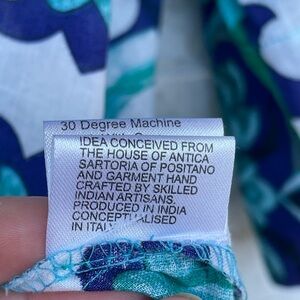 30 Degree Machine
IDEA CONCEIVED FROM
THE HOUSE OF ANTICA
SARTORIA OF POSITANO
AND GARMENT HAND
CRAFTED BY SKILLED
INDIAN ARTISANS.
PRODUCED IN INDIA
CONCEPTUALISED
IN ITALY